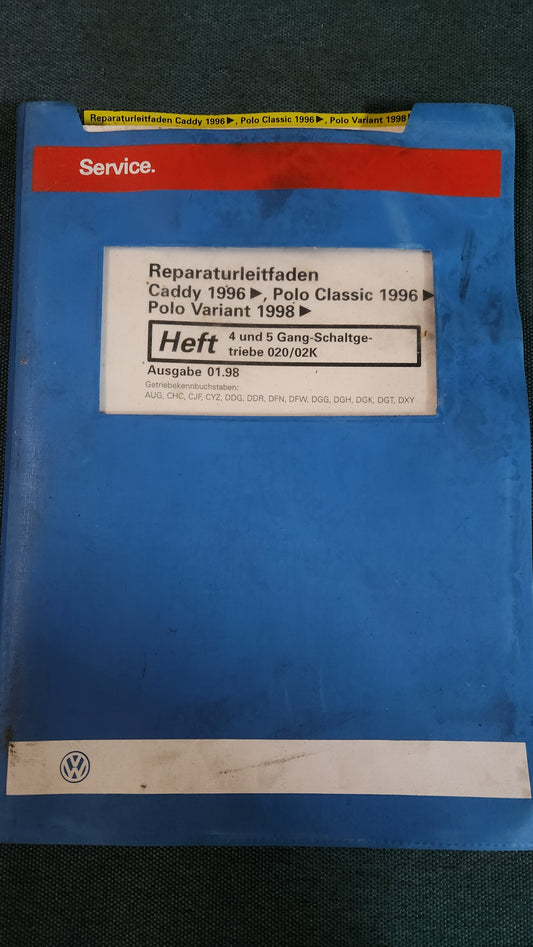 Reparaturleitfaden Caddy 1996 ►, Polo Classic 1996 ►, Polo Variant 1998
Service.
Reparaturleitfaden
Caddy 1996 ►, Polo Classic 1996 ►
Polo Variant 1998 ►
Heft 4 und 5 Gang-Schaltge-
triebe 020/02K
Ausgabe 01.98
Getriebekennbuchstaben:
AUG, CHC, CJF, CYZ, DDG, DDR, DFN, DFW, DGG, DGH, DGK, DGT, DXY